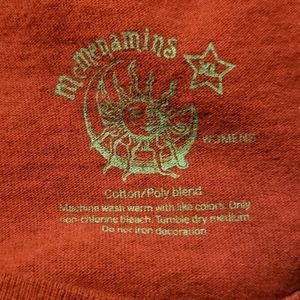 McMenamins
XL
WOMENS
Cotton/Poly blend
Machine wash warm with like colors. Only
non-chlorine bleach. Tumble dry medium.
Do not iron decoration.